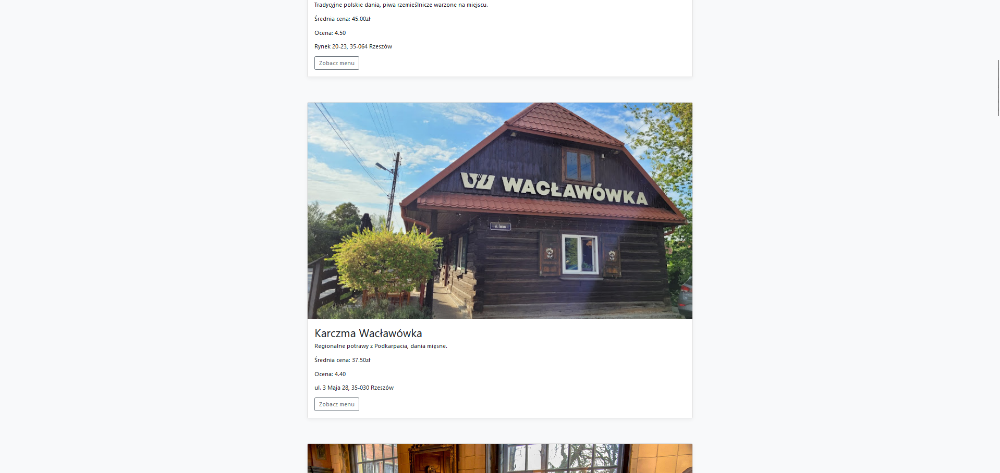 Tradycyjne polskie dania, piwa rzemieślnicze warzone na miejscu.
Średnia cena: 45.00zł
Ocena: 4.50
Rynek 20-23, 35-064 Rzeszów
Zobacz menu
WACŁAWÓWKA
Karczma Wacławówka
Regionalne potrawy z Podkarpacia, dania mięsne.
Średnia cena: 37.50zł
Ocena: 4.40
ul. 3 Maja 28, 35-030 Rzeszów
Zobacz menu